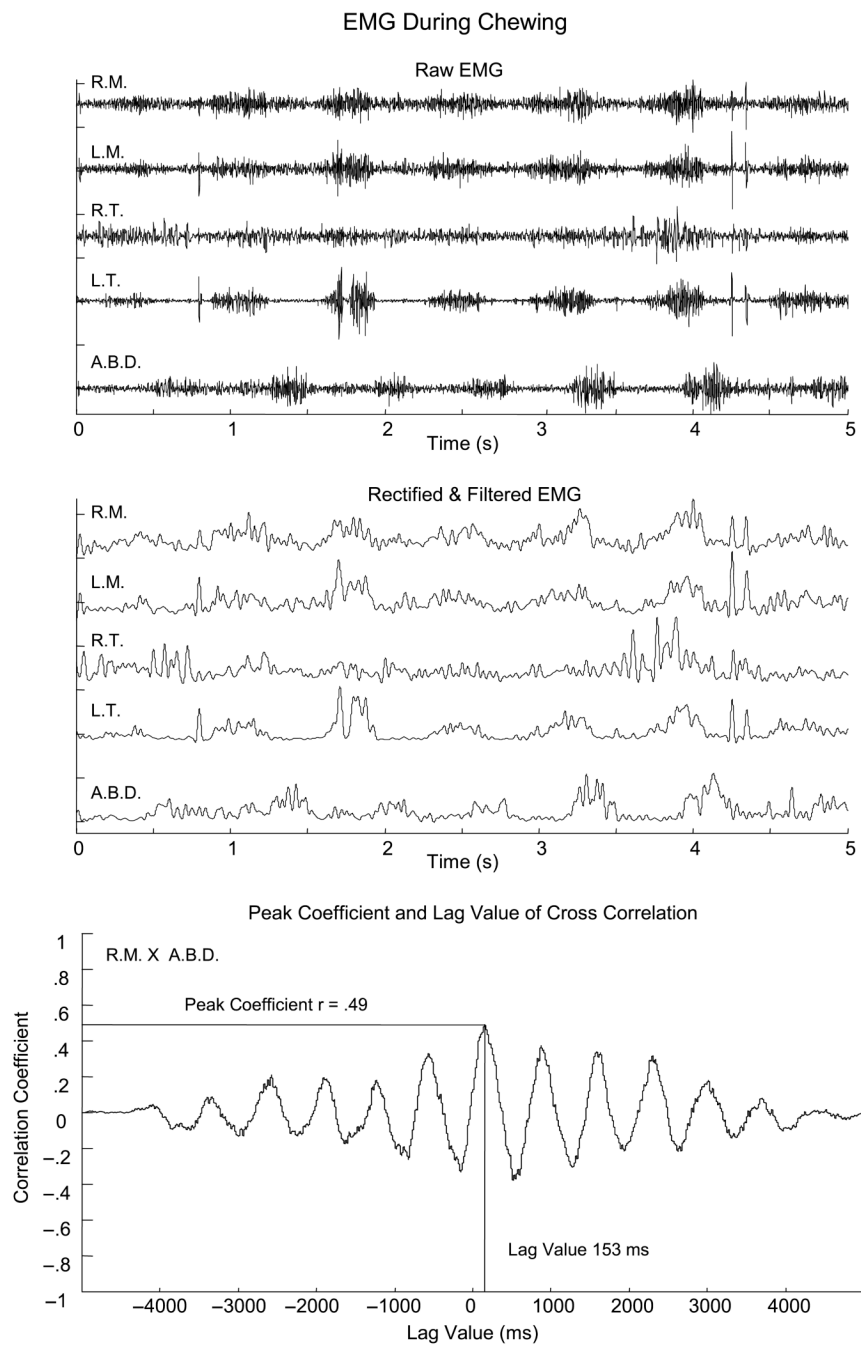 EMG During Chewing
Raw EMG
R.M.
L.M.
R.T.
L.T.
A.B.D.
0 1 2 3 4 5
Time (s)
Rectified & Filtered EMG
R.M.
L.M.
R.T.
L.T.
A.B.D.
0 1 2 3 4 5
Time (s)
Peak Coefficient and Lag Value of Cross Correlation
1
R.M. X A.B.D.
.8
Peak Coefficient r = .49
.6
.4
.2
0
–.2
–.4
–.6
–.8
–1
Correlation Coefficient
Lag Value 153 ms
–4000 –3000 –2000 –1000 0 1000 2000 3000 4000
Lag Value (ms)